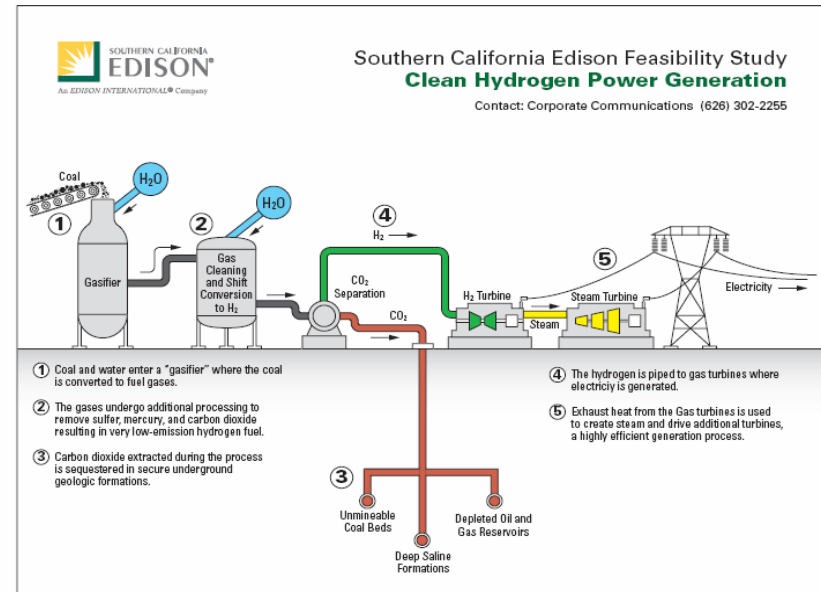 SOUTHERN CALIFORNIA
EDISON®
An EDISON INTERNATIONAL® Company
Southern California Edison Feasibility Study
Clean Hydrogen Power Generation
Contact: Corporate Communications (626) 302-2255
Coal
H₂O
1
Gasifier
2
H₂O
Gas
Cleaning
and Shift
Conversion
to H₂
CO₂
Separation
4
H₂
CO₂
H₂ Turbine
Steam
Steam Turbine
5
Electricity
1 Coal and water enter a "gasifier" where the coal
is converted to fuel gases.
2 The gases undergo additional processing to
remove sulfer, mercury, and carbon dioxide
resulting in very low-emission hydrogen fuel.
3 Carbon dioxide extracted during the process
is sequestered in secure underground
geologic formations.
4 The hydrogen is piped to gas turbines where
electriciy is generated.
5 Exhaust heat from the Gas turbines is used
to create steam and drive additional turbines,
a highly efficient generation process.
3
Unmineable
Coal Beds
Deep Saline
Formations
Depleted Oil and
Gas Reservoirs